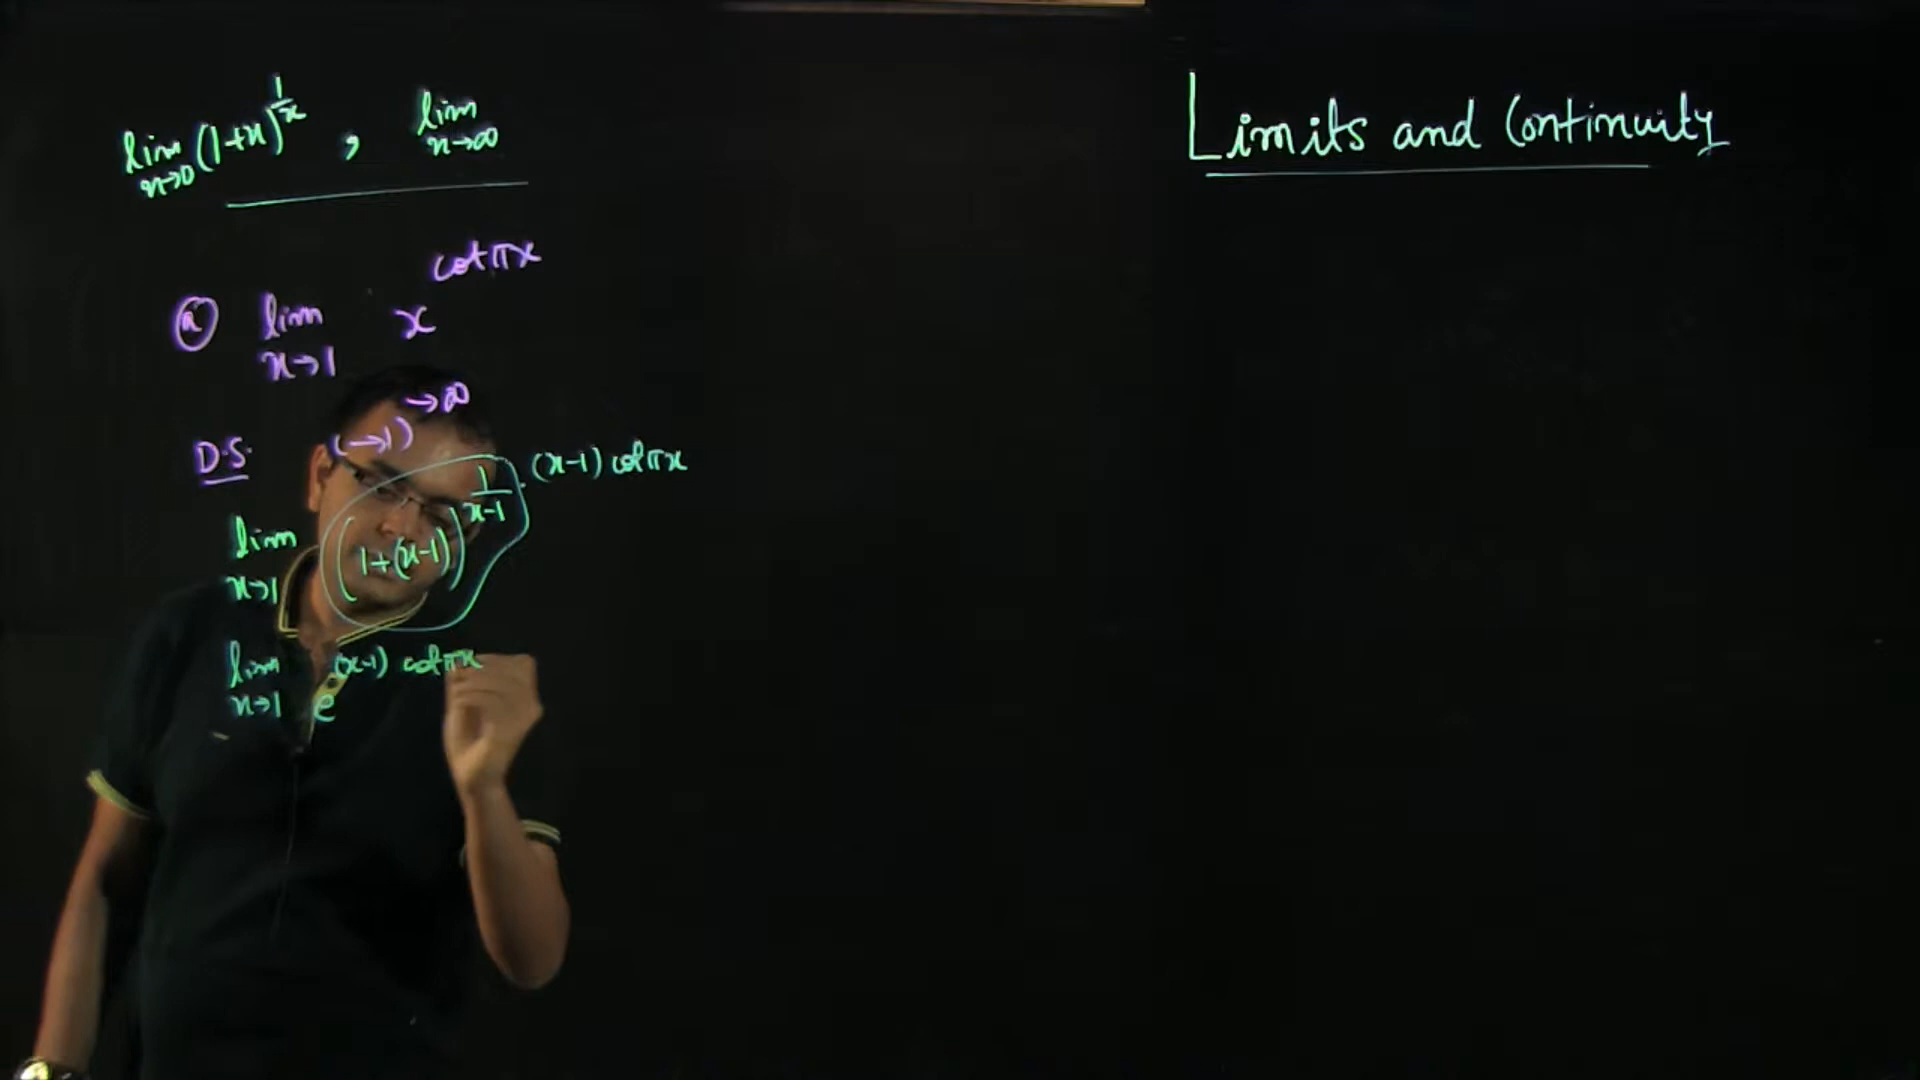 lim x→0 (1+x)^{1/x} , lim x→∞
Limits and Continuity
ⓐ lim x→1 x^{cot πx}
D.S. (→1)^{→∞}
lim x→1 (1+(x-1))^{1/(x-1) · (x-1) cot πx}
lim x→1 e^{(x-1) cot πx}